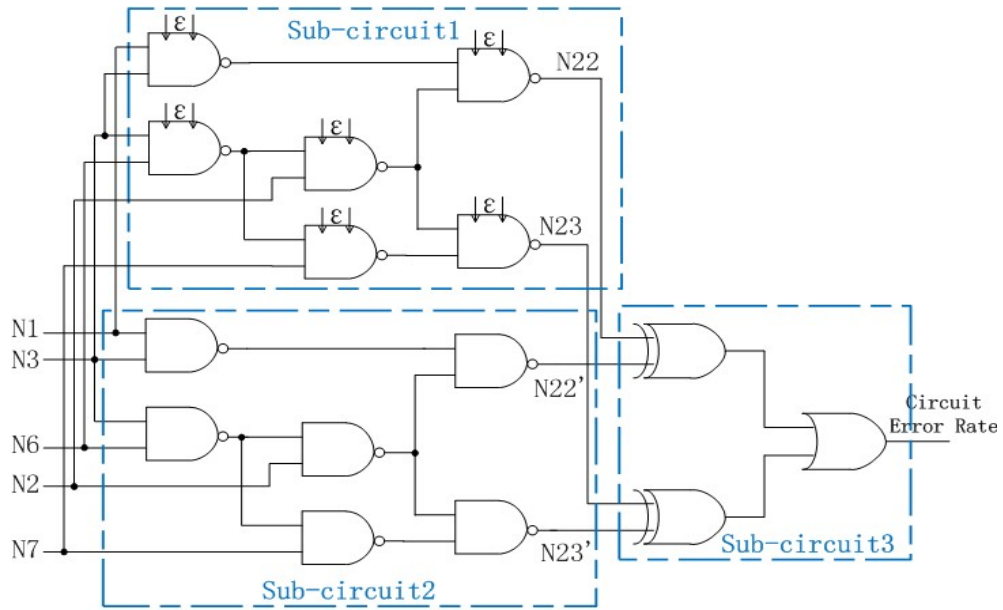 ε
Sub-circuit1
ε
N22
ε
ε
ε
N23
ε
N1
N3
N22'
Circuit
Error Rate
N6
N2
N7
N23'
Sub-circuit3
Sub-circuit2